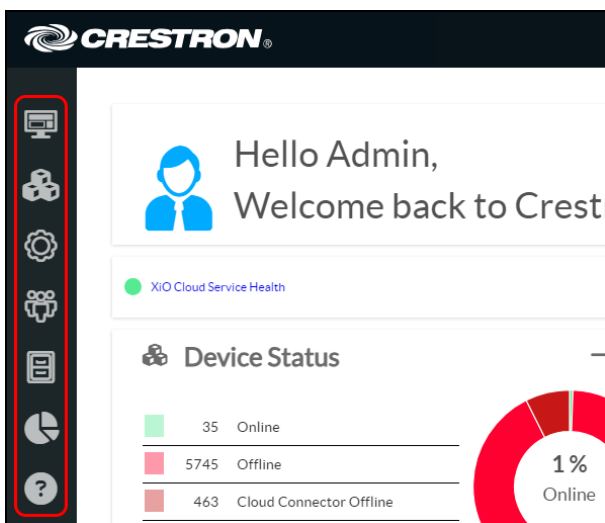 CRESTRON®
Hello Admin,
Welcome back to Crest
XiO Cloud Service Health
Device Status
35 Online
5745 Offline
463 Cloud Connector Offline
1%
Online
?